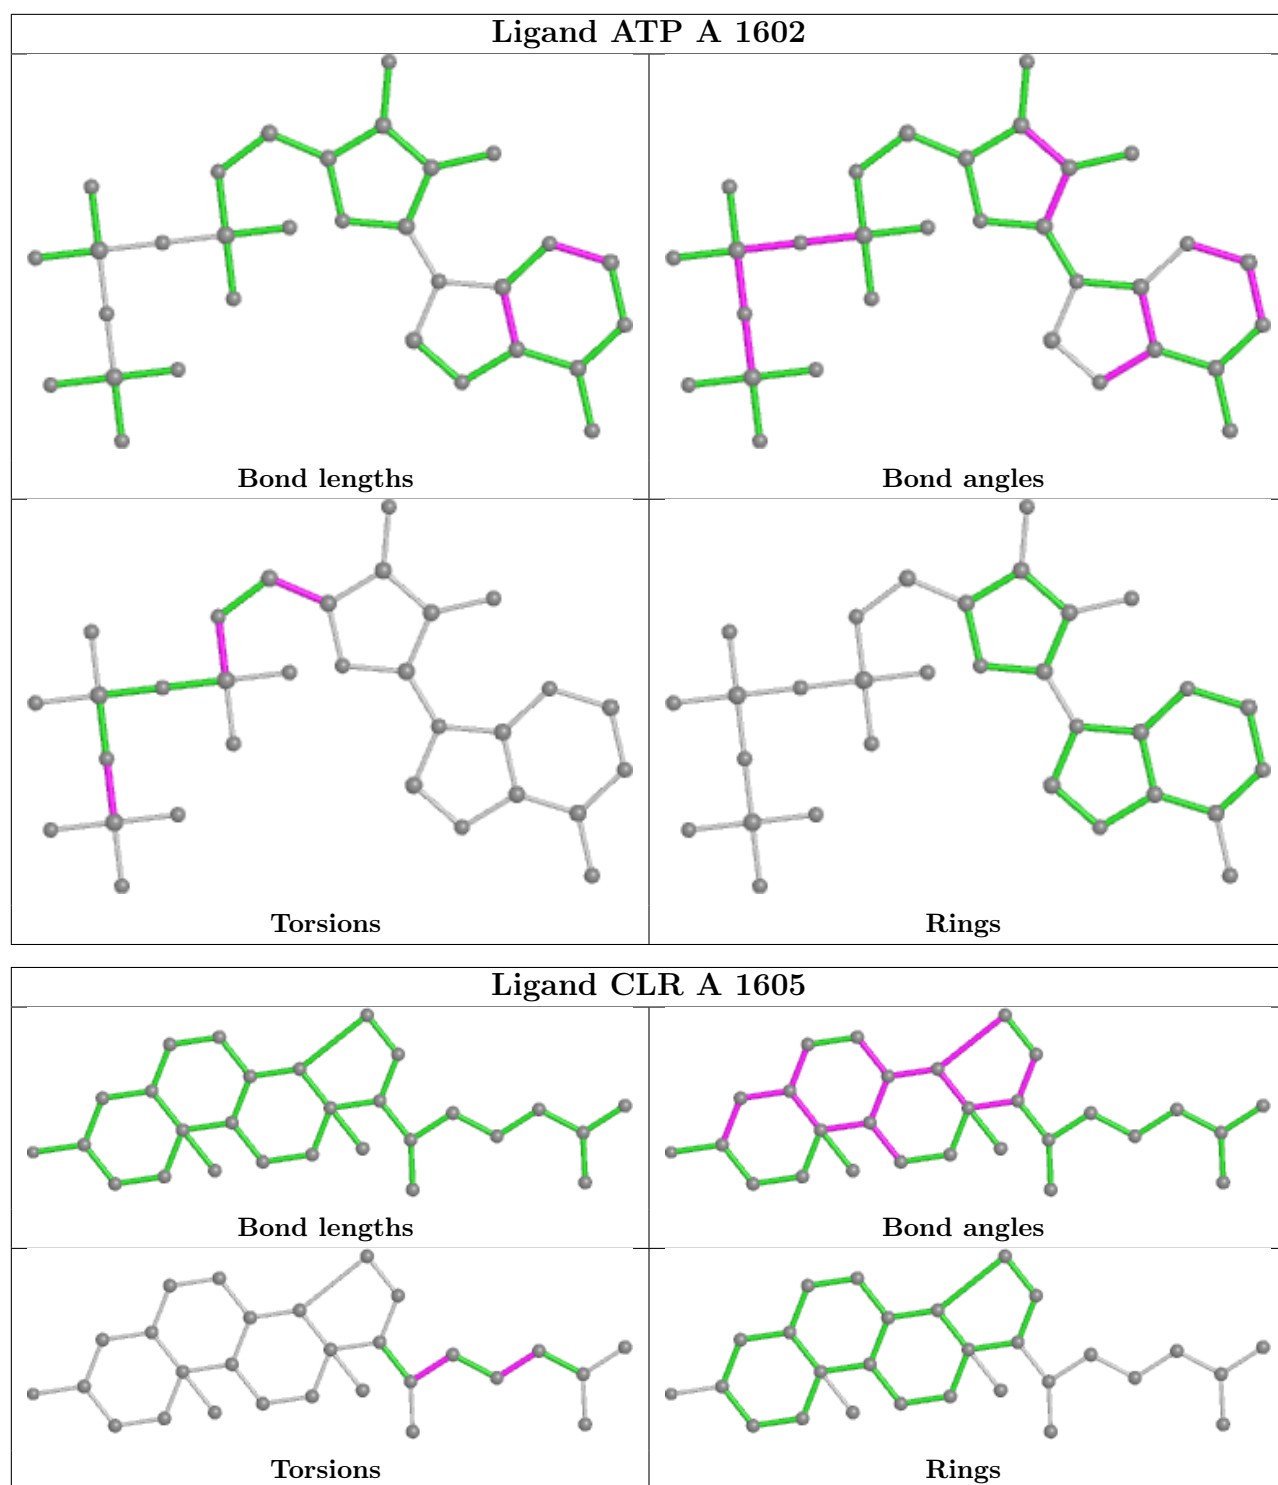 Ligand ATP A 1602
Bond lengths
Bond angles
Torsions
Rings
Ligand CLR A 1605
Bond lengths
Bond angles
Torsions
Rings